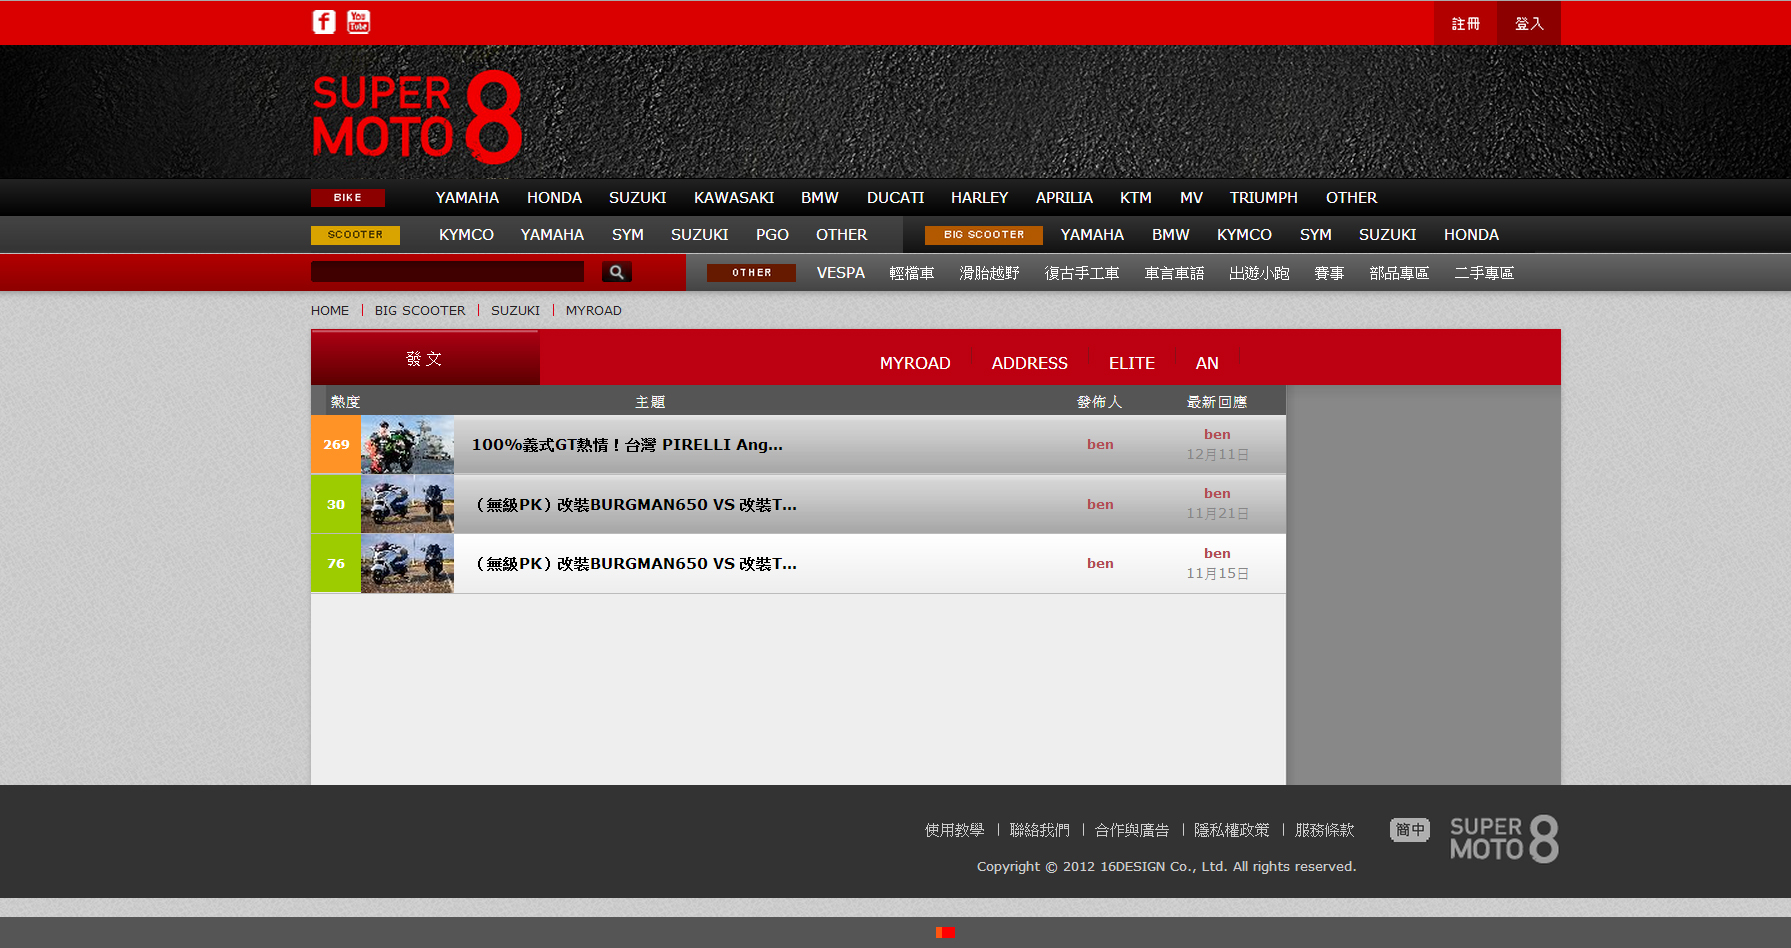 f You Tube 註冊 登入
SUPER MOTO 8
BIKE YAMAHA HONDA SUZUKI KAWASAKI BMW DUCATI HARLEY APRILIA KTM MV TRIUMPH OTHER
SCOOTER KYMCO YAMAHA SYM SUZUKI PGO OTHER BIG SCOOTER YAMAHA BMW KYMCO SYM SUZUKI HONDA
OTHER VESPA 輕檔車 滑胎越野 復古手工車 車言車語 出遊小跑 賽事 部品專區 二手專區
HOME BIG SCOOTER SUZUKI MYROAD
發文 MYROAD ADDRESS ELITE AN
熱度 主題 發佈人 最新回應
269 100%義式GT熱情！台灣 PIRELLI Ang... ben ben
12月11日
30 （無級PK）改裝BURGMAN650 VS 改裝T... ben ben
11月21日
76 （無級PK）改裝BURGMAN650 VS 改裝T... ben ben
11月15日
使用教學 聯絡我們 合作與廣告 隱私權政策 服務條款 簡中 SUPER MOTO 8
Copyright © 2012 16DESIGN Co., Ltd. All rights reserved.